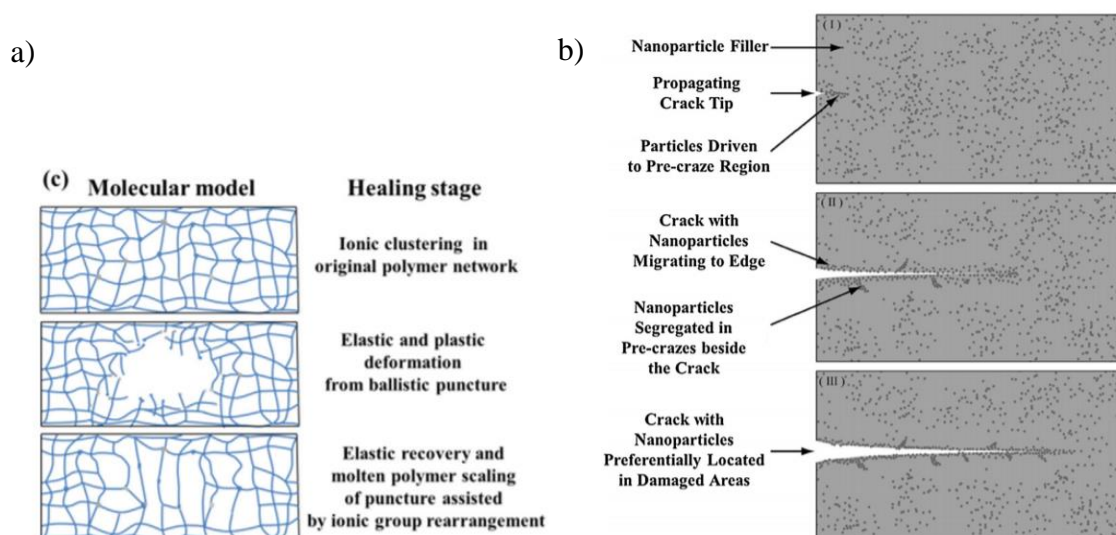 a)
(c)
Molecular model
Healing stage
Ionic clustering in
original polymer network
Elastic and plastic
deformation
from ballistic puncture
Elastic recovery and
molten polymer scaling
of puncture assisted
by ionic group rearrangement
b)
(I)
Nanoparticle Filler
Propagating
Crack Tip
Particles Driven
to Pre-craze Region
(II)
Crack with
Nanoparticles
Migrating to Edge
Nanoparticles
Segregated in
Pre-crazes beside
the Crack
(III)
Crack with
Nanoparticles
Preferentially Located
in Damaged Areas